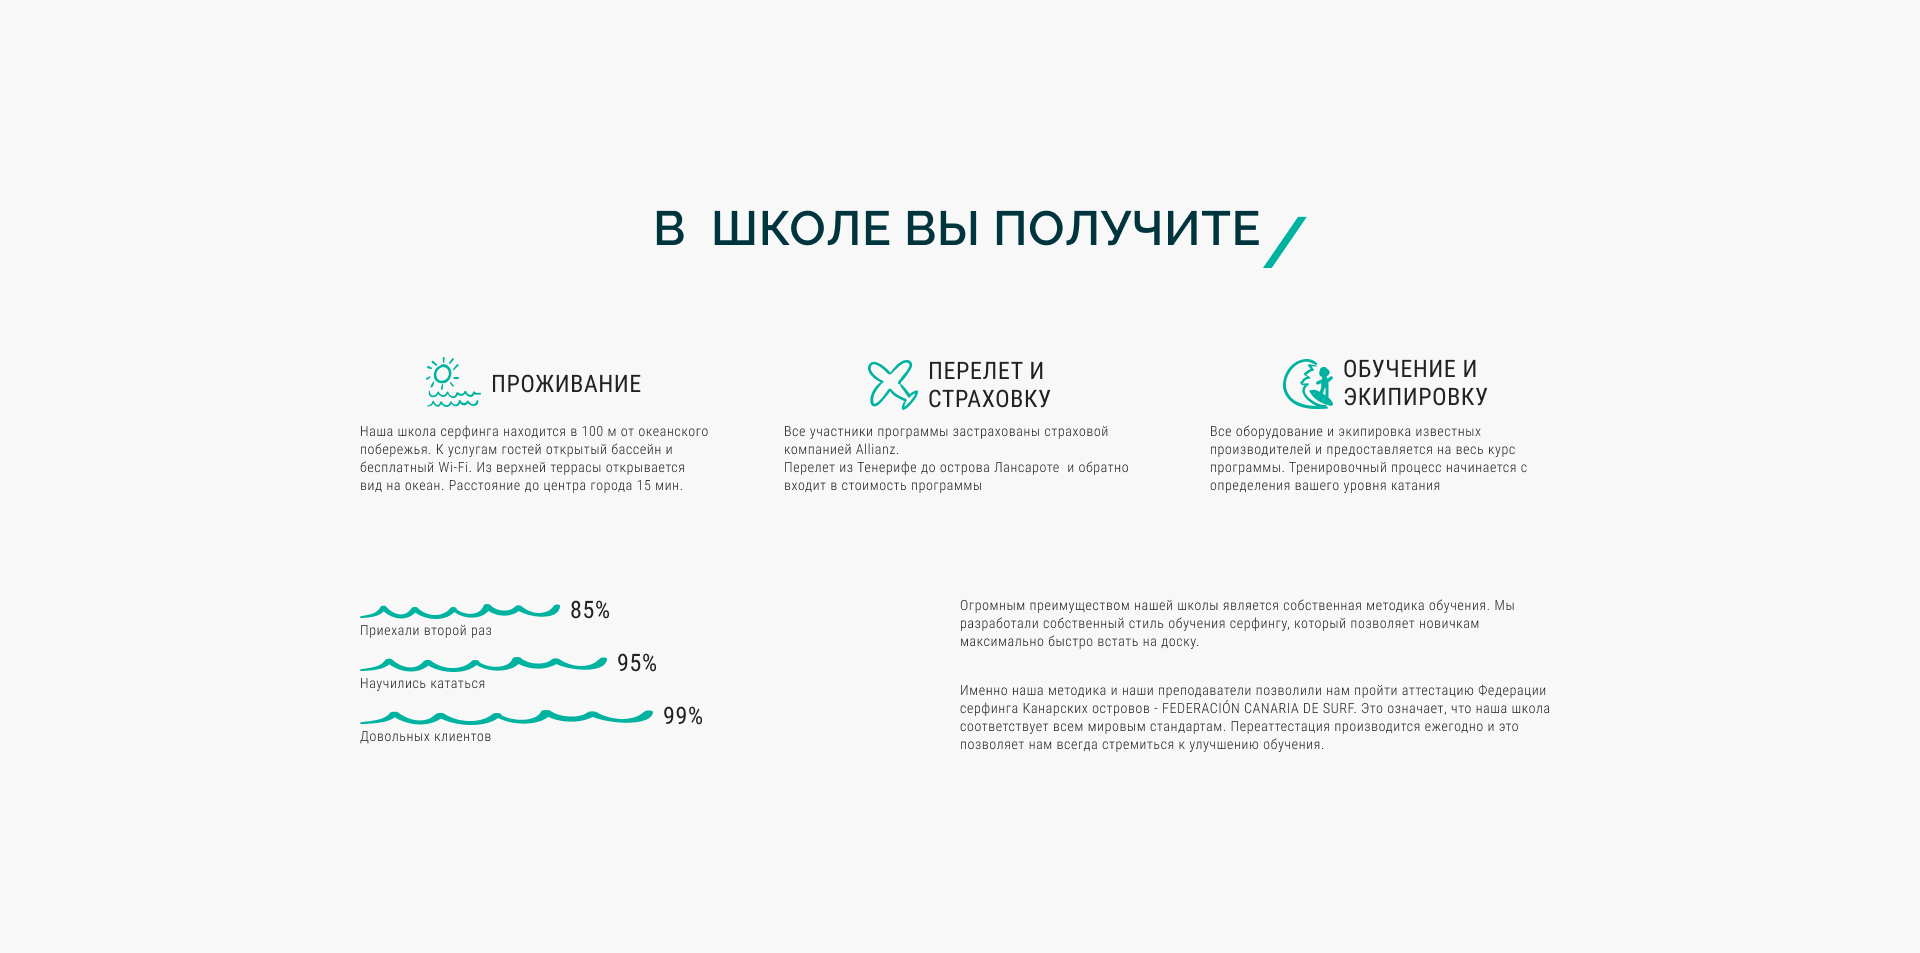 В  ШКОЛЕ ВЫ ПОЛУЧИТЕ/
ПРОЖИВАНИЕ
Наша школа серфинга находится в 100 м от океанского
побережья. К услугам гостей открытый бассейн и
бесплатный Wi-Fi. Из верхней террасы открывается
вид на океан. Расстояние до центра города 15 мин.
ПЕРЕЛЕТ И
СТРАХОВКУ
Все участники программы застрахованы страховой
компанией Allianz.
Перелет из Тенерифе до острова Лансароте  и обратно
входит в стоимость программы
ОБУЧЕНИЕ И
ЭКИПИРОВКУ
Все оборудование и экипировка известных
производителей и предоставляется на весь курс
программы. Тренировочный процесс начинается с
определения вашего уровня катания
85%
Приехали второй раз
95%
Научились кататься
99%
Довольных клиентов
Огромным преимуществом нашей школы является собственная методика обучения. Мы
разработали собственный стиль обучения серфингу, который позволяет новичкам
максимально быстро встать на доску.
Именно наша методика и наши преподаватели позволили нам пройти аттестацию Федерации
серфинга Канарских островов - FEDERACIÓN CANARIA DE SURF. Это означает, что наша школа
соответствует всем мировым стандартам. Переаттестация производится ежегодно и это
позволяет нам всегда стремиться к улучшению обучения.